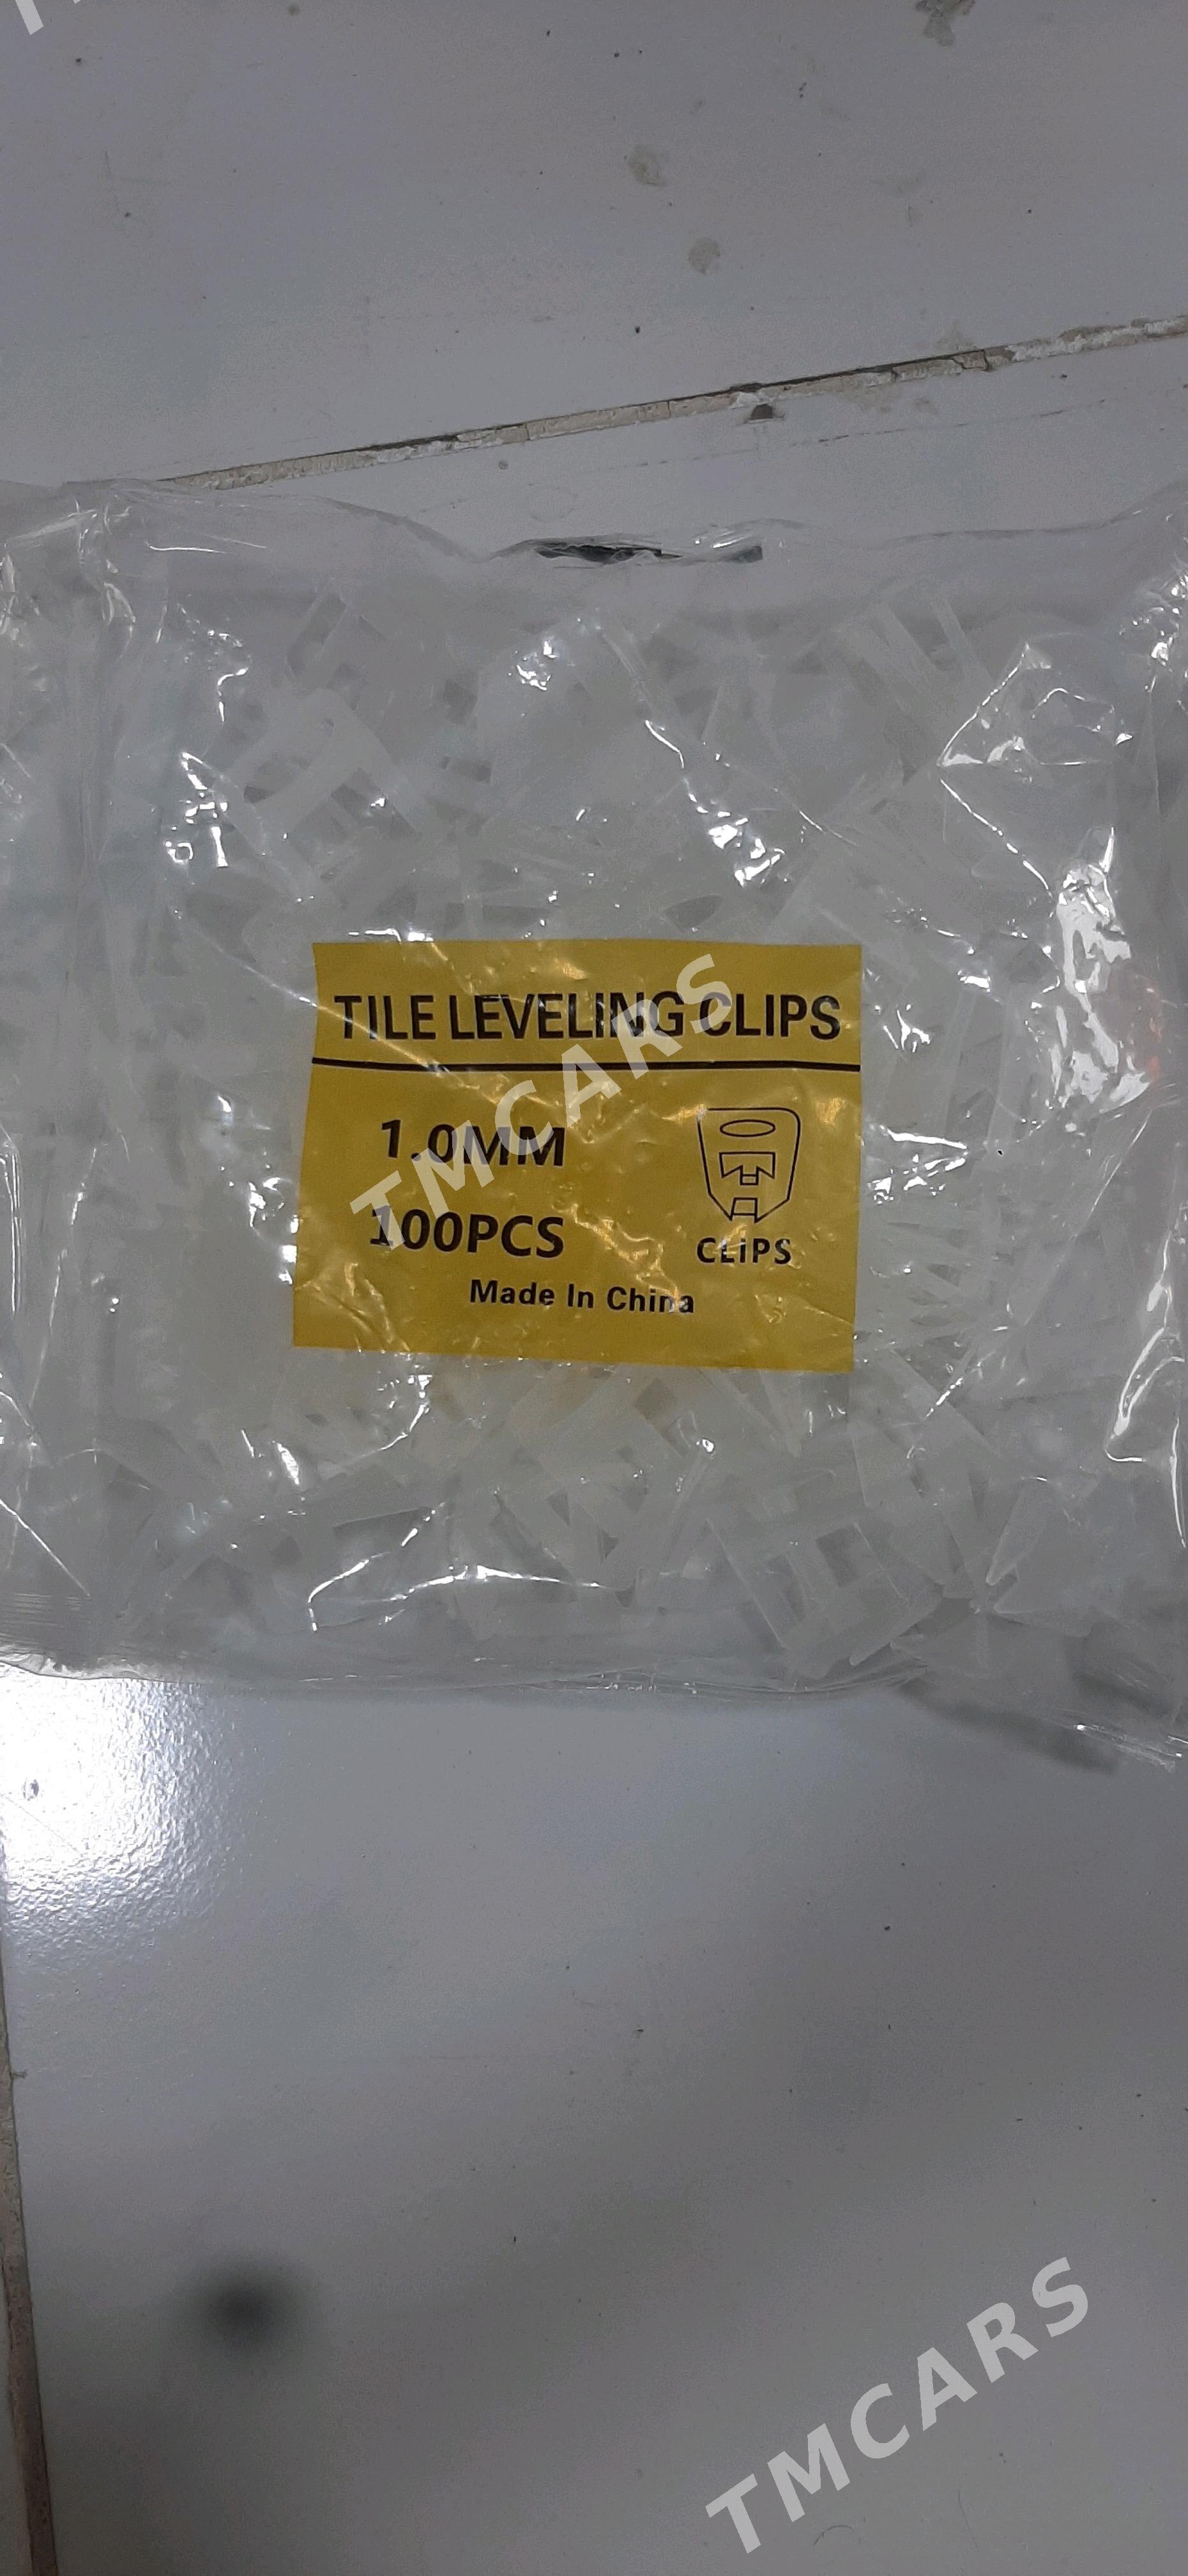 TILE LEVELING CLIPS
1.0MM
100PCS
CLiPS
Made In China
TMCARS
TMCARS